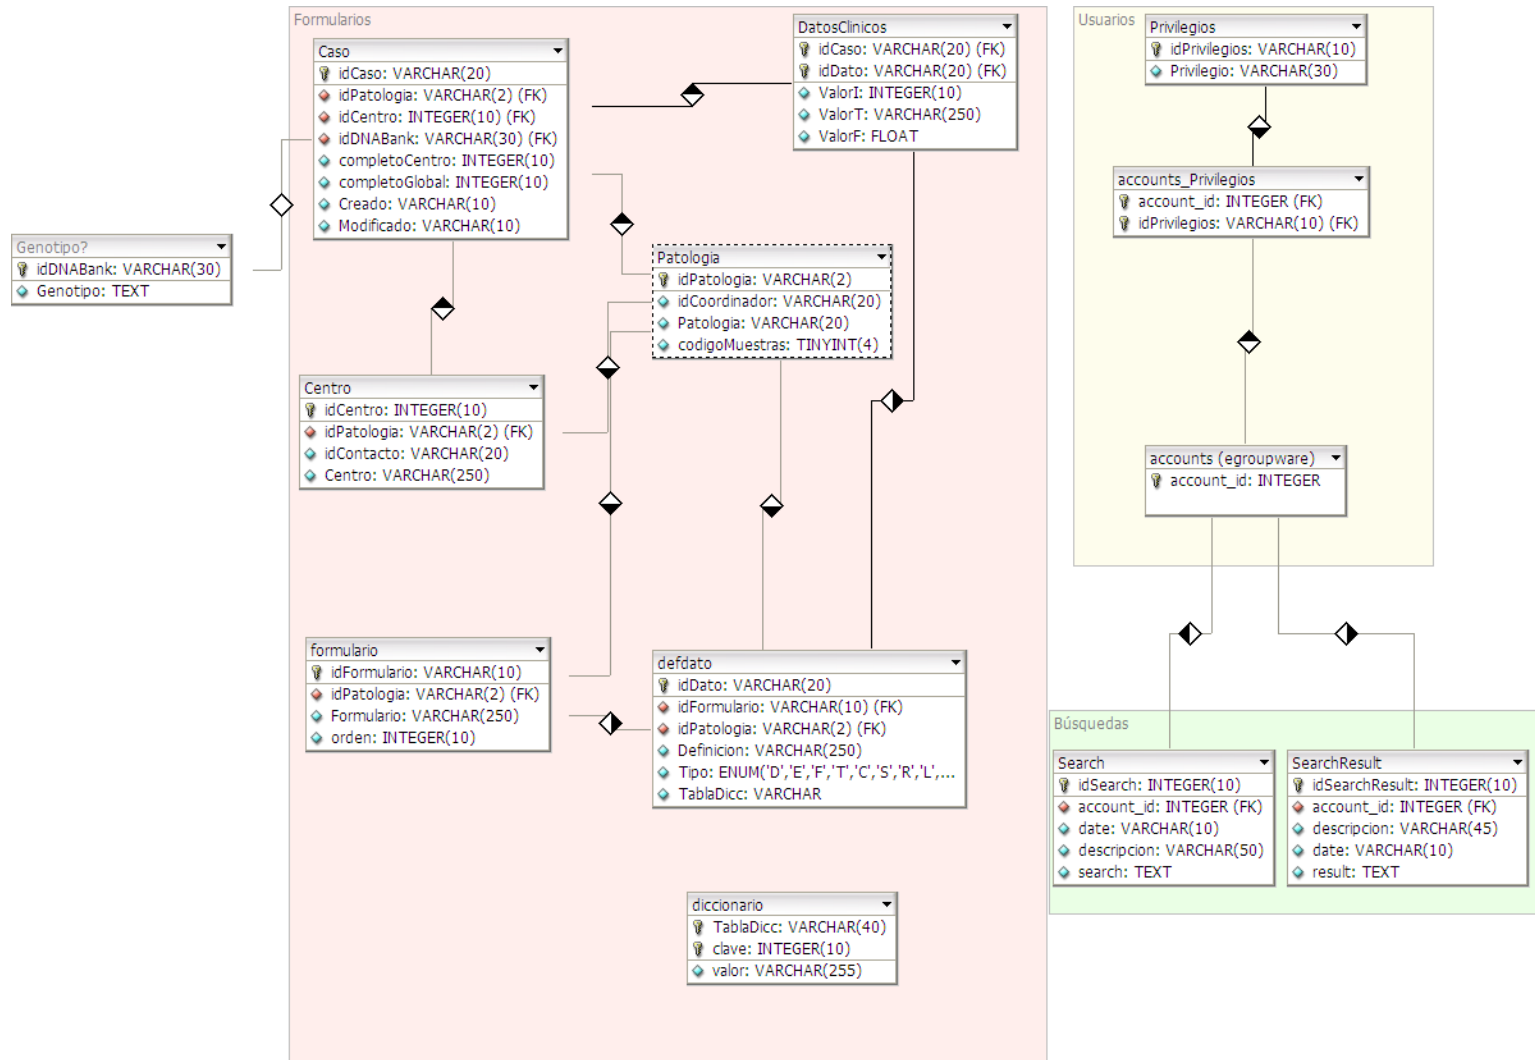 Formularios
Caso
idCaso: VARCHAR(20)
idPatologia: VARCHAR(2) (FK)
idCentro: INTEGER(10) (FK)
idDNABank: VARCHAR(30) (FK)
completoCentro: INTEGER(10)
completoGlobal: INTEGER(10)
Creado: VARCHAR(10)
Modificado: VARCHAR(10)
DatosClinicos
idCaso: VARCHAR(20) (FK)
idDato: VARCHAR(20) (FK)
ValorI: INTEGER(10)
ValorT: VARCHAR(250)
ValorF: FLOAT
Genotipo?
idDNABank: VARCHAR(30)
Genotipo: TEXT
Patologia
idPatologia: VARCHAR(2)
idCoordinador: VARCHAR(20)
Patologia: VARCHAR(20)
codigoMuestras: TINYINT(4)
Centro
idCentro: INTEGER(10)
idPatologia: VARCHAR(2) (FK)
idContacto: VARCHAR(20)
Centro: VARCHAR(250)
formulario
idFormulario: VARCHAR(10)
idPatologia: VARCHAR(2) (FK)
Formulario: VARCHAR(250)
orden: INTEGER(10)
defdato
idDato: VARCHAR(20)
idFormulario: VARCHAR(10) (FK)
idPatologia: VARCHAR(2) (FK)
Definicion: VARCHAR(250)
Tipo: ENUM('D','E','F','T','C','S','R','L',...
TablaDicc: VARCHAR
diccionario
TablaDicc: VARCHAR(40)
clave: INTEGER(10)
valor: VARCHAR(255)
Usuarios
Privilegios
idPrivilegios: VARCHAR(10)
Privilegio: VARCHAR(30)
accounts_Privilegios
account_id: INTEGER (FK)
idPrivilegios: VARCHAR(10) (FK)
accounts (egroupware)
account_id: INTEGER
Búsquedas
Search
idSearch: INTEGER(10)
account_id: INTEGER (FK)
date: VARCHAR(10)
descripcion: VARCHAR(50)
search: TEXT
SearchResult
idSearchResult: INTEGER(10)
account_id: INTEGER (FK)
descripcion: VARCHAR(45)
date: VARCHAR(10)
result: TEXT